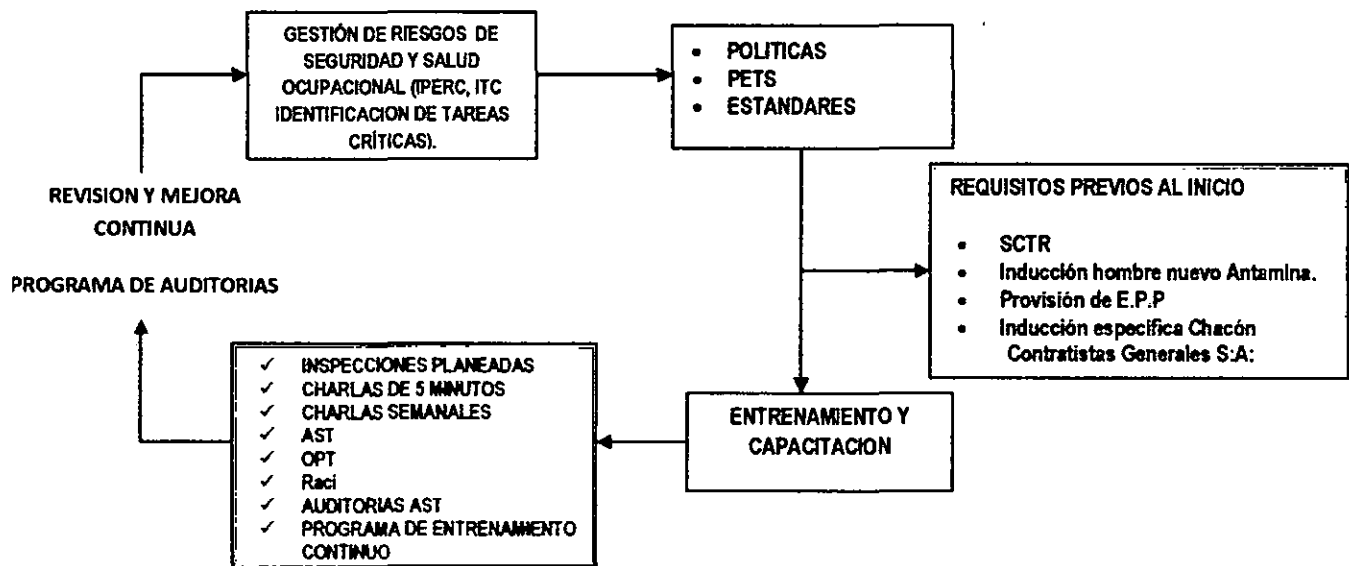 GESTIÓN DE RIESGOS DE
SEGURIDAD Y SALUD
OCUPACIONAL (IPERC, ITC
IDENTIFICACION DE TAREAS
CRÍTICAS).
• POLITICAS
• PETS
• ESTANDARES
REQUISITOS PREVIOS AL INICIO
• SCTR
• Inducción hombre nuevo Antamina.
• Provisión de E.P.P
• Inducción específica Chacón
Contratistas Generales S:A:
ENTRENAMIENTO Y
CAPACITACION
✓ INSPECCIONES PLANEADAS
✓ CHARLAS DE 5 MINUTOS
✓ CHARLAS SEMANALES
✓ AST
✓ OPT
✓ Raci
✓ AUDITORIAS AST
✓ PROGRAMA DE ENTRENAMIENTO
CONTINUO
PROGRAMA DE AUDITORIAS
REVISION Y MEJORA
CONTINUA